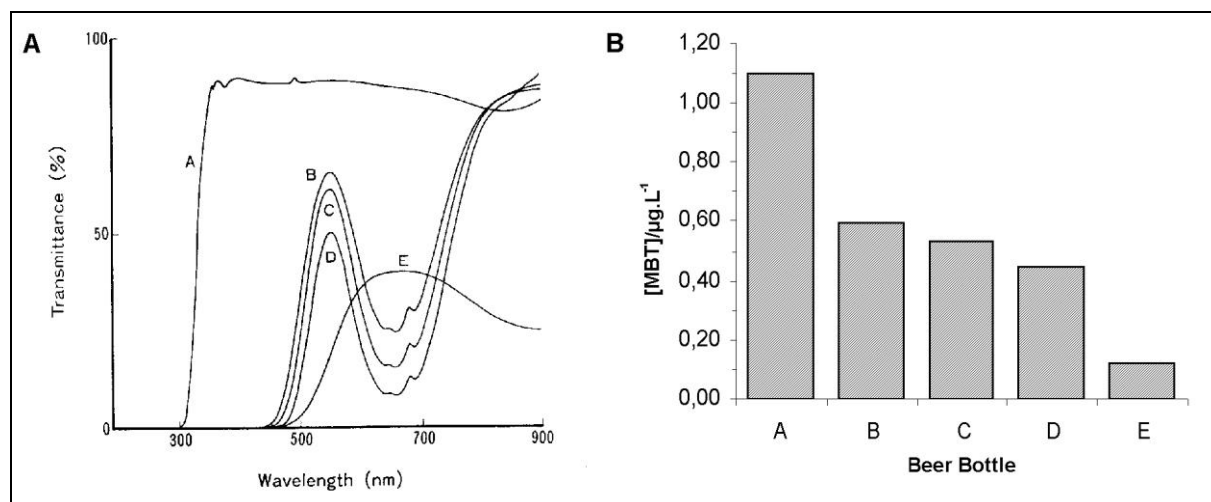 A
100
50
0
A
B
C
D
E
300
500
700
900
Transmittance (%)
Wavelength (nm)
B
1,20
1,00
0,80
0,60
0,40
0,20
0,00
[MBT]/µg.L-1
A B C D E
Beer Bottle